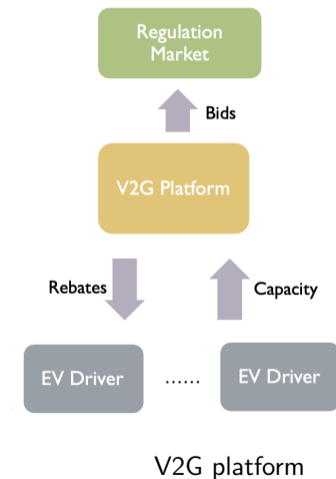 Regulation
Market
Bids
V2G Platform
Rebates
Capacity
EV Driver
......
EV Driver
V2G platform